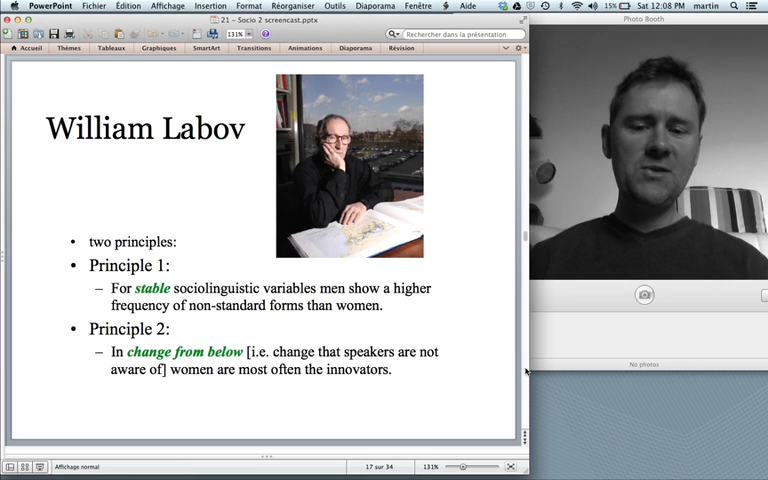 PowerPoint Fichier Édition Affichage Insertion Format Réorganiser Outils Diaporama Fenêtre Aide 15% Sat 12:08 PM martin
21 – Socio 2 screencast.pptx
Photo Booth
131% Rechercher dans la présentation
Accueil Thèmes Tableaux Graphiques SmartArt Transitions Animations Diaporama Révision
William Labov
• two principles:
• Principle 1:
– For stable sociolinguistic variables men show a higher
frequency of non-standard forms than women.
• Principle 2:
– In change from below [i.e. change that speakers are not
aware of] women are most often the innovators.
No photos
Affichage normal 17 sur 34 131%